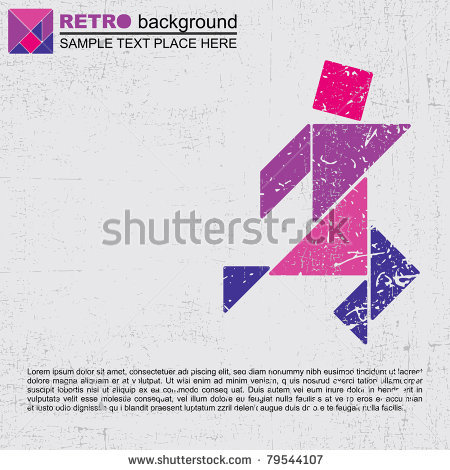 RETRO background
SAMPLE TEXT PLACE HERE
shutterstock
Lorem ipsum dolor sit amet, consectetuer adipiscing elit, sed diam nonummy nibh euismod tincidunt ut laoreet
dolore magna aliquam erat volutpat. Ut wisi enim ad minim veniam, quis nostrud exerci tation ullamcorper
suscipit lobortis nisl ut aliquip ex ea commodo consequat. Duis autem vel eum iriure dolor in hendrerit in
vulputate velit esse molestie consequat, vel illum dolore eu feugiat nulla facilisis at vero eros et accumsan
et iusto odio dignissim qui blandit praesent luptatum zzril delenit augue duis dolore te feugait nulla facilisi.
www.shutterstock.com · 79544107